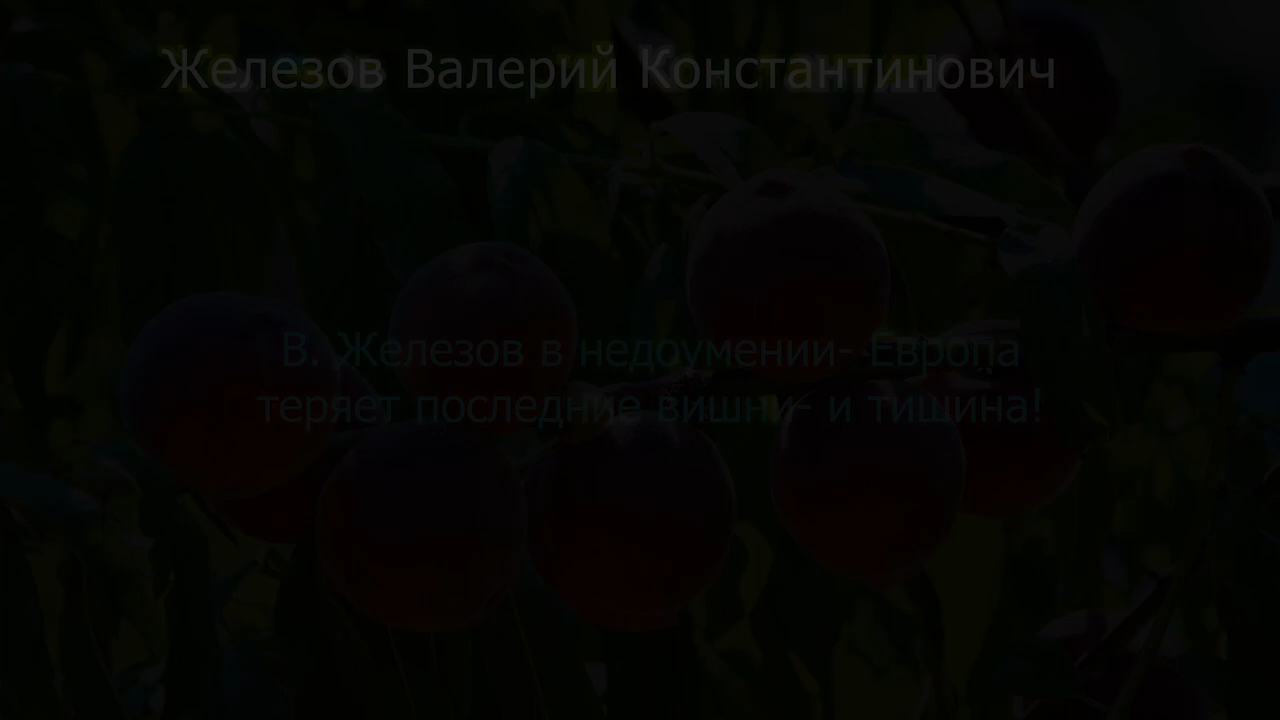 Железов Валерий Константинович
В. Железов в недоумении- Европа
теряет последние вишни- и тишина!